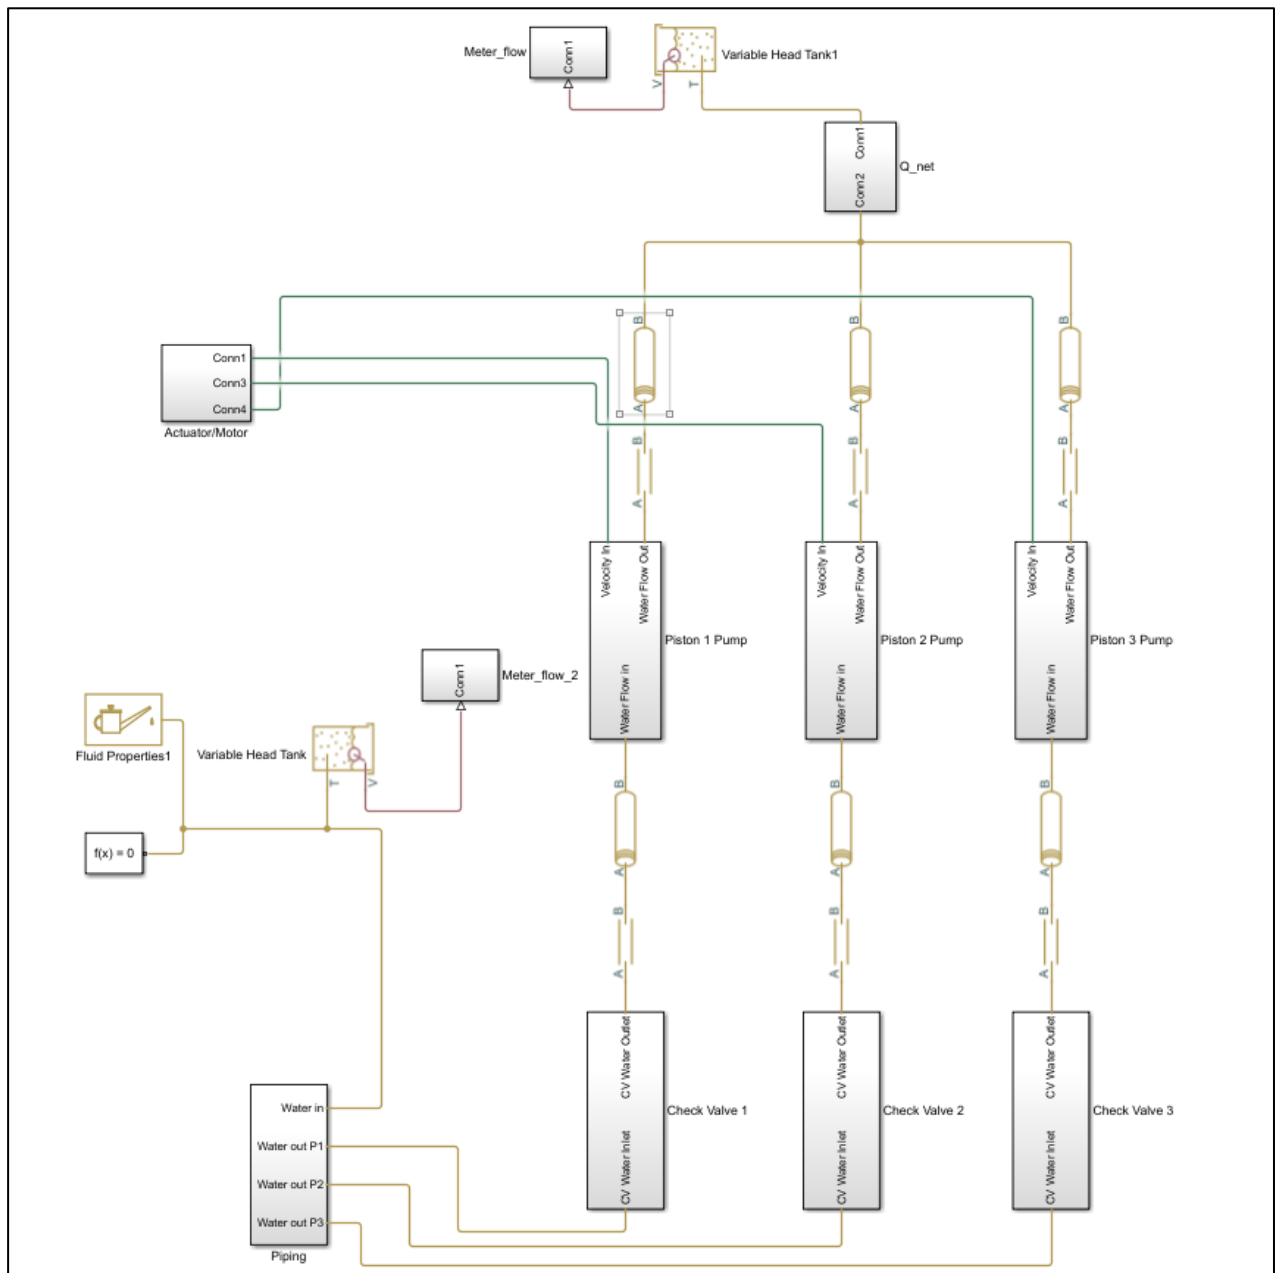 Meter_flow
Conn1
Variable Head Tank1
V
T
Conn1
Conn2
Q_net
B
B
B
Conn1
Conn3
Conn4
Actuator/Motor
A
A
A
B
B
B
A
A
A
Velocity In
Water Flow Out
Water Flow in
Piston 1 Pump
Velocity In
Water Flow Out
Water Flow in
Piston 2 Pump
Velocity In
Water Flow Out
Water Flow in
Piston 3 Pump
Conn1
Meter_flow_2
Fluid Properties1
Variable Head Tank
T
V
f(x) = 0
B
B
B
A
A
A
B
B
B
A
A
A
CV Water Outlet
CV Water Inlet
Check Valve 1
CV Water Outlet
CV Water Inlet
Check Valve 2
CV Water Outlet
CV Water Inlet
Check Valve 3
Water in
Water out P1
Water out P2
Water out P3
Piping